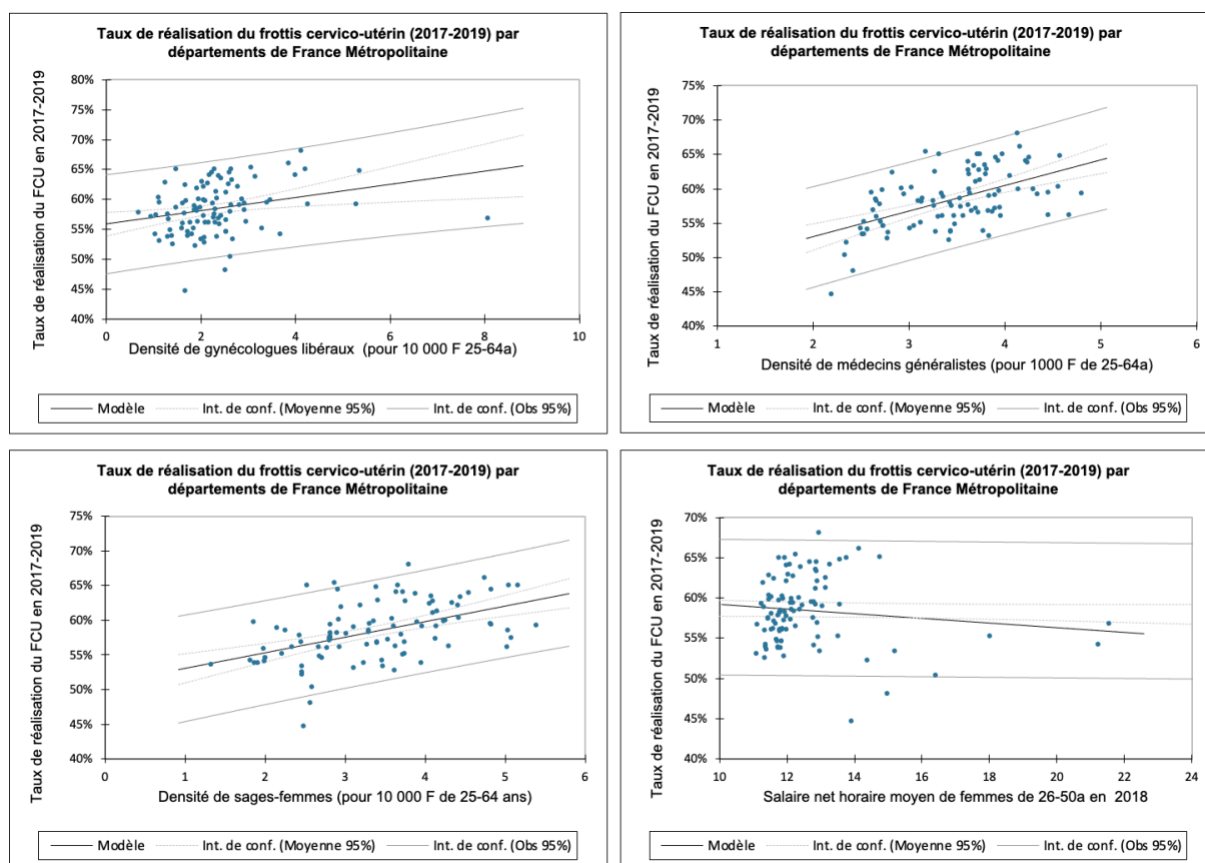 Taux de réalisation du frottis cervico-utérin (2017-2019) par
départements de France Métropolitaine
Taux de réalisation du FCU en 2017-2019
80%
75%
70%
65%
60%
55%
50%
45%
40%
0 2 4 6 8 10
Densité de gynécologues libéraux (pour 10 000 F 25-64a)
Modèle Int. de conf. (Moyenne 95%) Int. de conf. (Obs 95%)
Taux de réalisation du frottis cervico-utérin (2017-2019) par
départements de France Métropolitaine
Taux de réalisation du FCU en 2017-2019
75%
70%
65%
60%
55%
50%
45%
40%
1 2 3 4 5 6
Densité de médecins généralistes (pour 1000 F de 25-64a)
Modèle Int. de conf. (Moyenne 95%) Int. de conf. (Obs 95%)
Taux de réalisation du frottis cervico-utérin (2017-2019) par
départements de France Métropolitaine
Taux de réalisation du FCU en 2017-2019
75%
70%
65%
60%
55%
50%
45%
40%
0 1 2 3 4 5 6
Densité de sages-femmes (pour 10 000 F de 25-64 ans)
Modèle Int. de conf. (Moyenne 95%) Int. de conf. (Obs 95%)
Taux de réalisation du frottis cervico-utérin (2017-2019) par
départements de France Métropolitaine
Taux de réalisation du FCU en 2017-2019
70%
65%
60%
55%
50%
45%
40%
10 12 14 16 18 20 22 24
Salaire net horaire moyen de femmes de 26-50a en 2018
Modèle Int. de conf. (Moyenne 95%) Int. de conf. (Obs 95%)